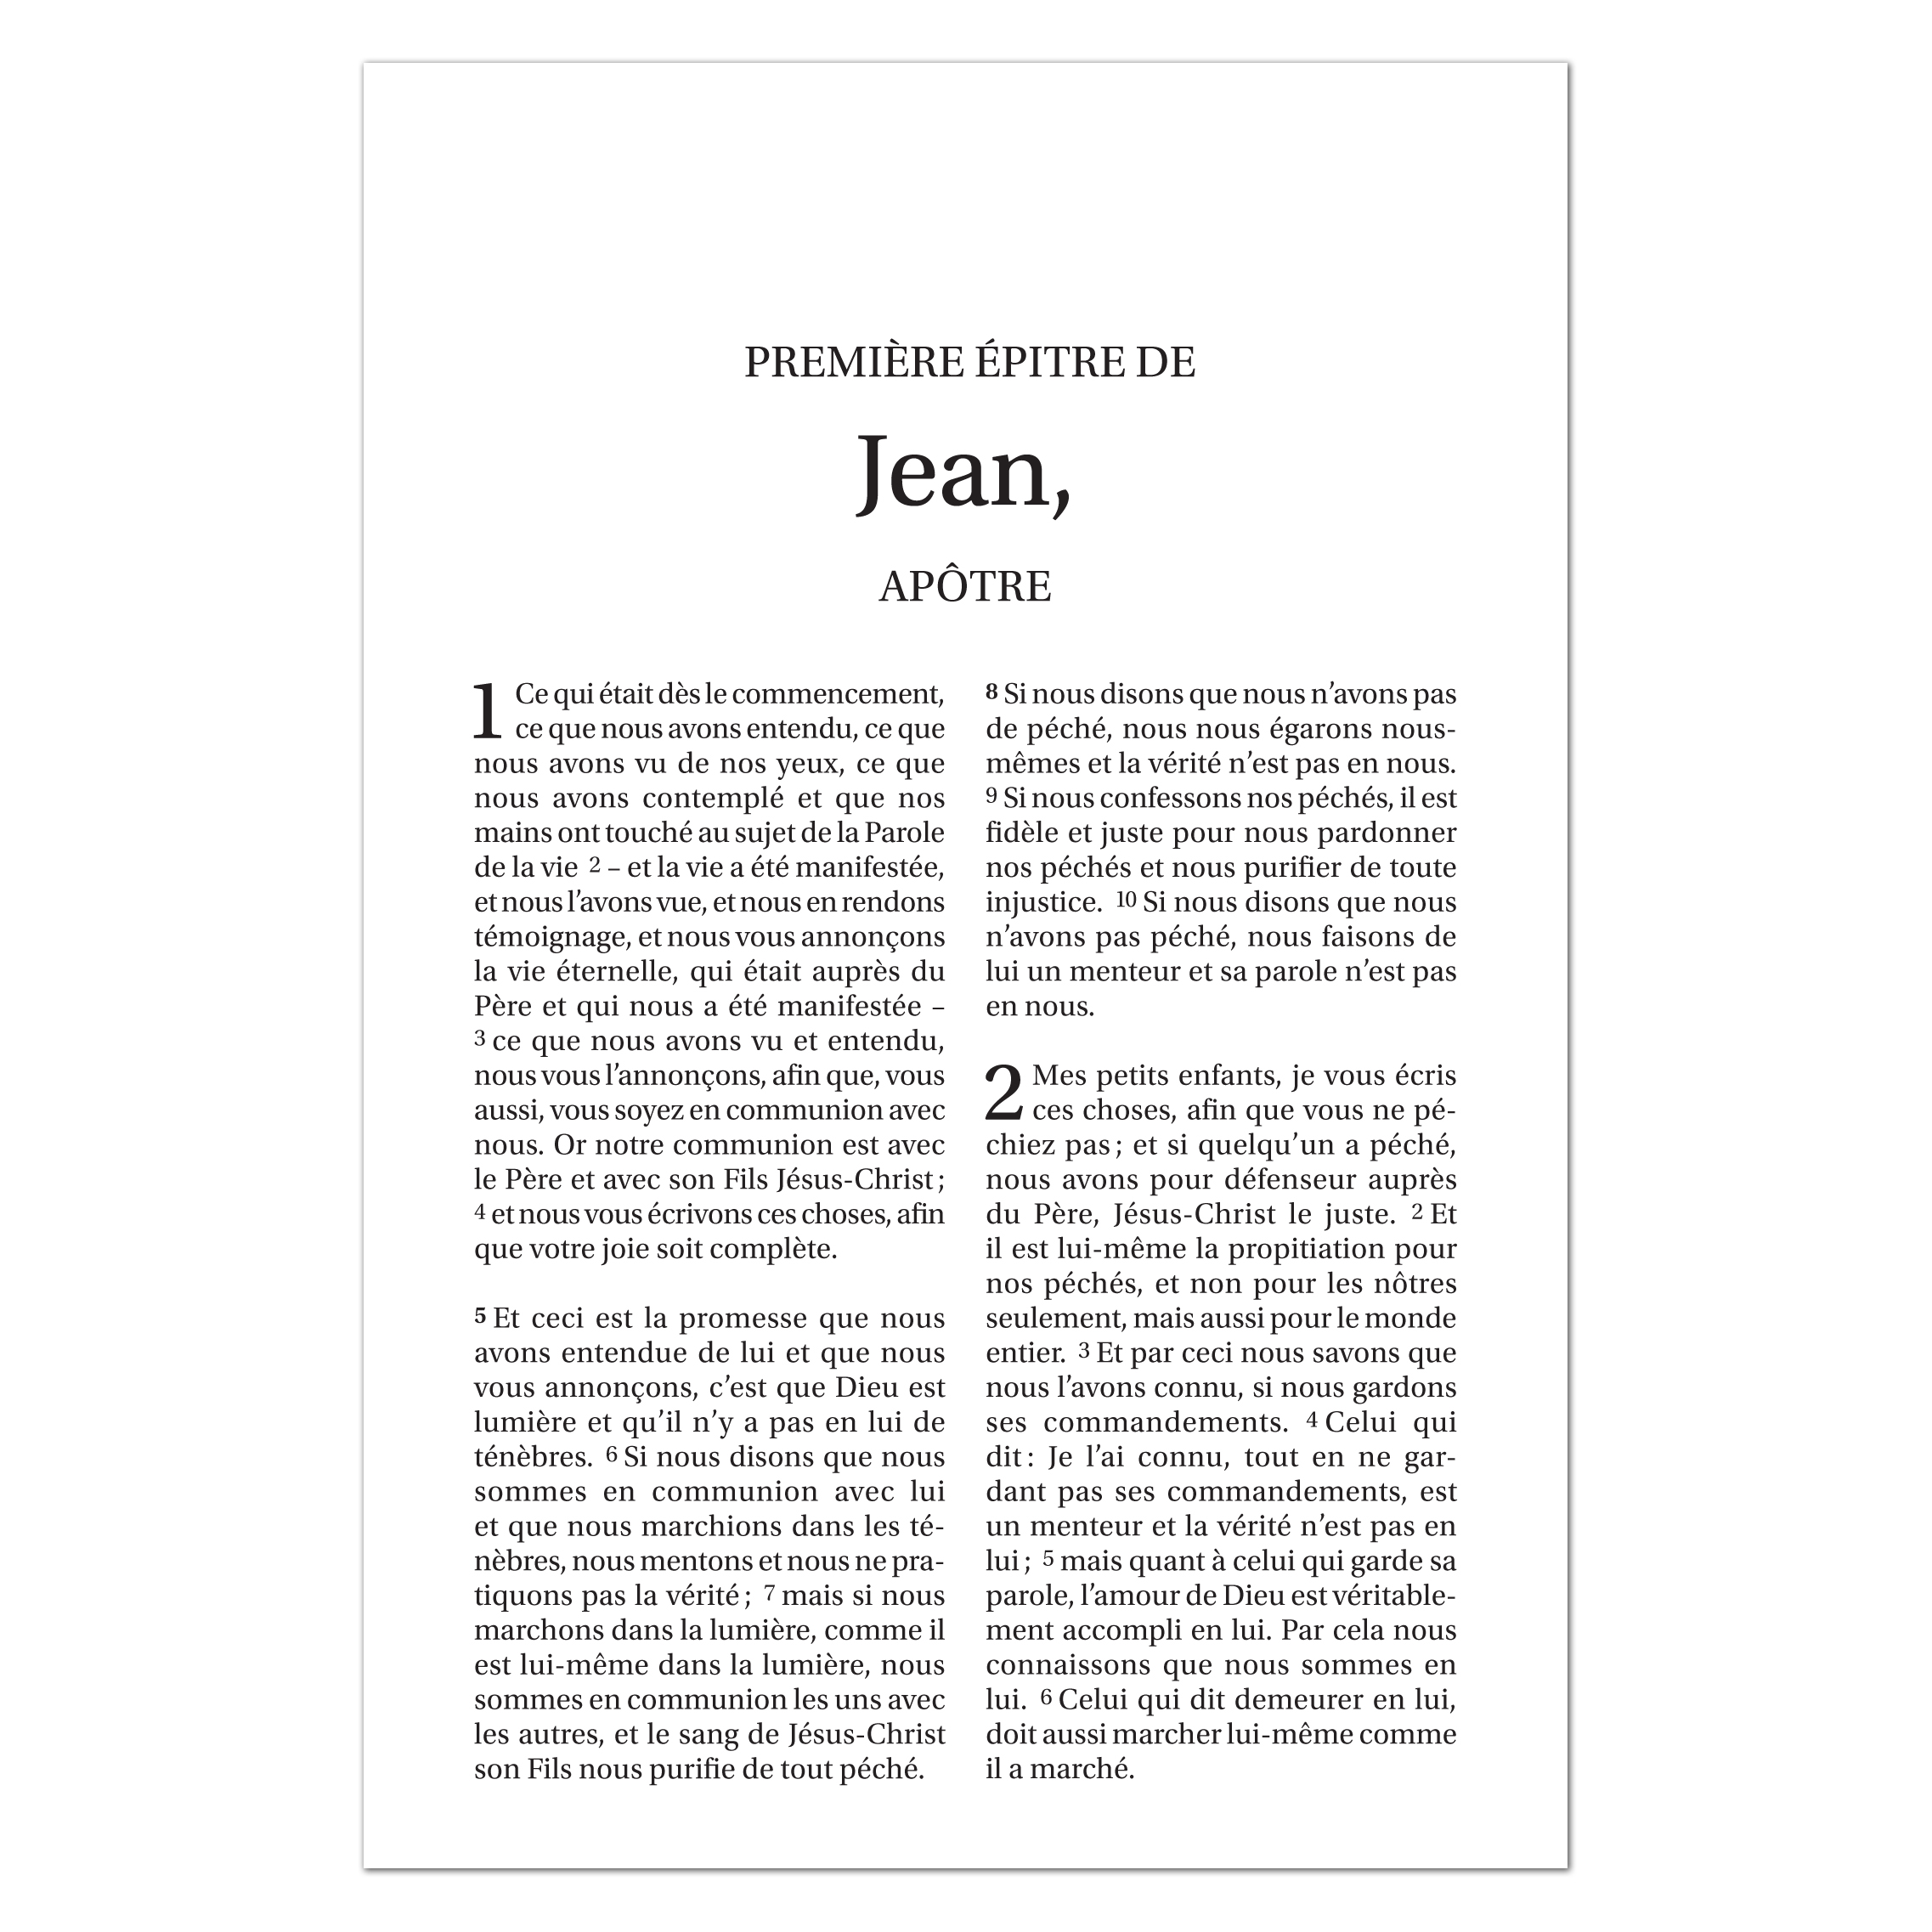 PREMIÈRE ÉPITRE DE
Jean,
APÔTRE
1 Ce qui était dès le commencement,
ce que nous avons entendu, ce que
nous avons vu de nos yeux, ce que
nous avons contemplé et que nos
mains ont touché au sujet de la Parole
de la vie 2 – et la vie a été manifestée,
et nous l’avons vue, et nous en rendons
témoignage, et nous vous annonçons
la vie éternelle, qui était auprès du
Père et qui nous a été manifestée –
3 ce que nous avons vu et entendu,
nous vous l’annonçons, afin que, vous
aussi, vous soyez en communion avec
nous. Or notre communion est avec
le Père et avec son Fils Jésus-Christ ;
4 et nous vous écrivons ces choses, afin
que votre joie soit complète.
5 Et ceci est la promesse que nous
avons entendue de lui et que nous
vous annonçons, c’est que Dieu est
lumière et qu’il n’y a pas en lui de
ténèbres. 6 Si nous disons que nous
sommes en communion avec lui
et que nous marchions dans les té-
nèbres, nous mentons et nous ne pra-
tiquons pas la vérité ; 7 mais si nous
marchons dans la lumière, comme il
est lui-même dans la lumière, nous
sommes en communion les uns avec
les autres, et le sang de Jésus-Christ
son Fils nous purifie de tout péché.
8 Si nous disons que nous n’avons pas
de péché, nous nous égarons nous-
mêmes et la vérité n’est pas en nous.
9 Si nous confessons nos péchés, il est
fidèle et juste pour nous pardonner
nos péchés et nous purifier de toute
injustice. 10 Si nous disons que nous
n’avons pas péché, nous faisons de
lui un menteur et sa parole n’est pas
en nous.
2 Mes petits enfants, je vous écris
ces choses, afin que vous ne pé-
chiez pas ; et si quelqu’un a péché,
nous avons pour défenseur auprès
du Père, Jésus-Christ le juste. 2 Et
il est lui-même la propitiation pour
nos péchés, et non pour les nôtres
seulement, mais aussi pour le monde
entier. 3 Et par ceci nous savons que
nous l’avons connu, si nous gardons
ses commandements. 4 Celui qui
dit : Je l’ai connu, tout en ne gar-
dant pas ses commandements, est
un menteur et la vérité n’est pas en
lui ; 5 mais quant à celui qui garde sa
parole, l’amour de Dieu est véritable-
ment accompli en lui. Par cela nous
connaissons que nous sommes en
lui. 6 Celui qui dit demeurer en lui,
doit aussi marcher lui-même comme
il a marché.